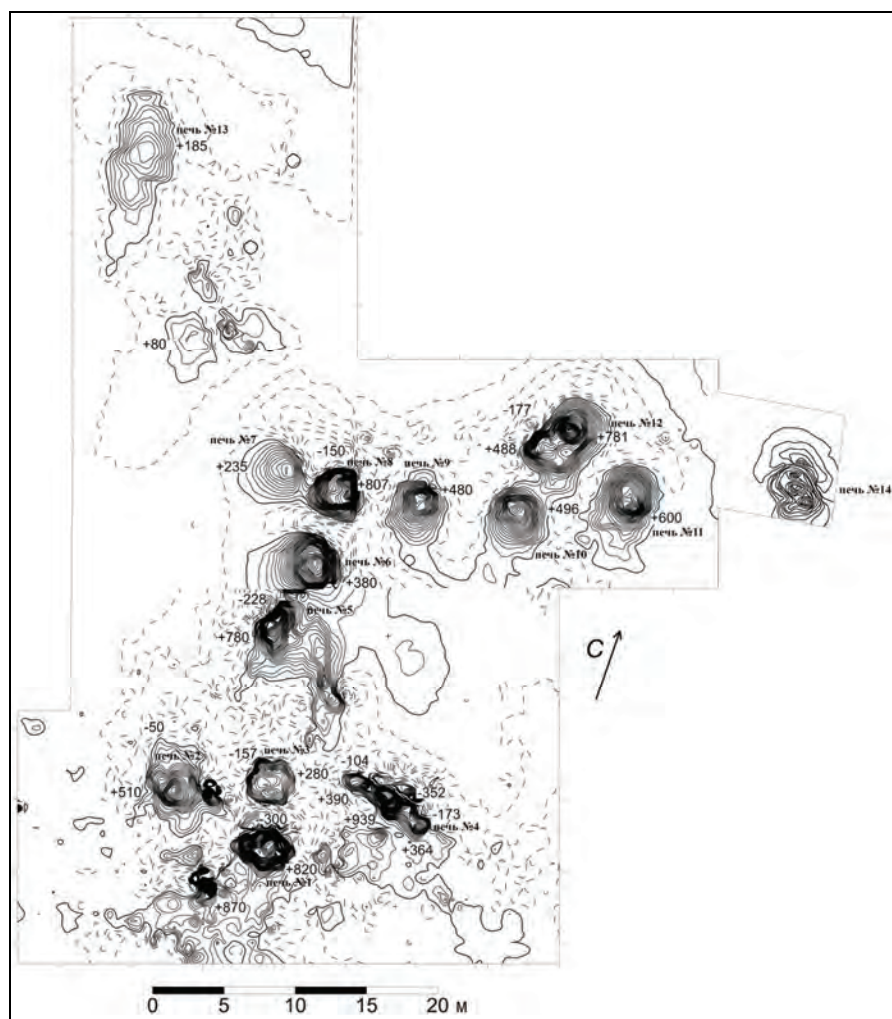 печь №13
+185
+80
-177
печь №12
+781
+488
печь №7
+235
-150
печь №8
+807
печь №9
+480
+496
печь №10
+600
печь №11
печь №14
печь №6
+380
-228
печь №5
+780
С
-50
печь №2
+510
-157
печь №3
+280
-104
+390
-352
-173
печь №4
+939
+364
-300
+820
печь №1
+870
0 5 10 15 20 м